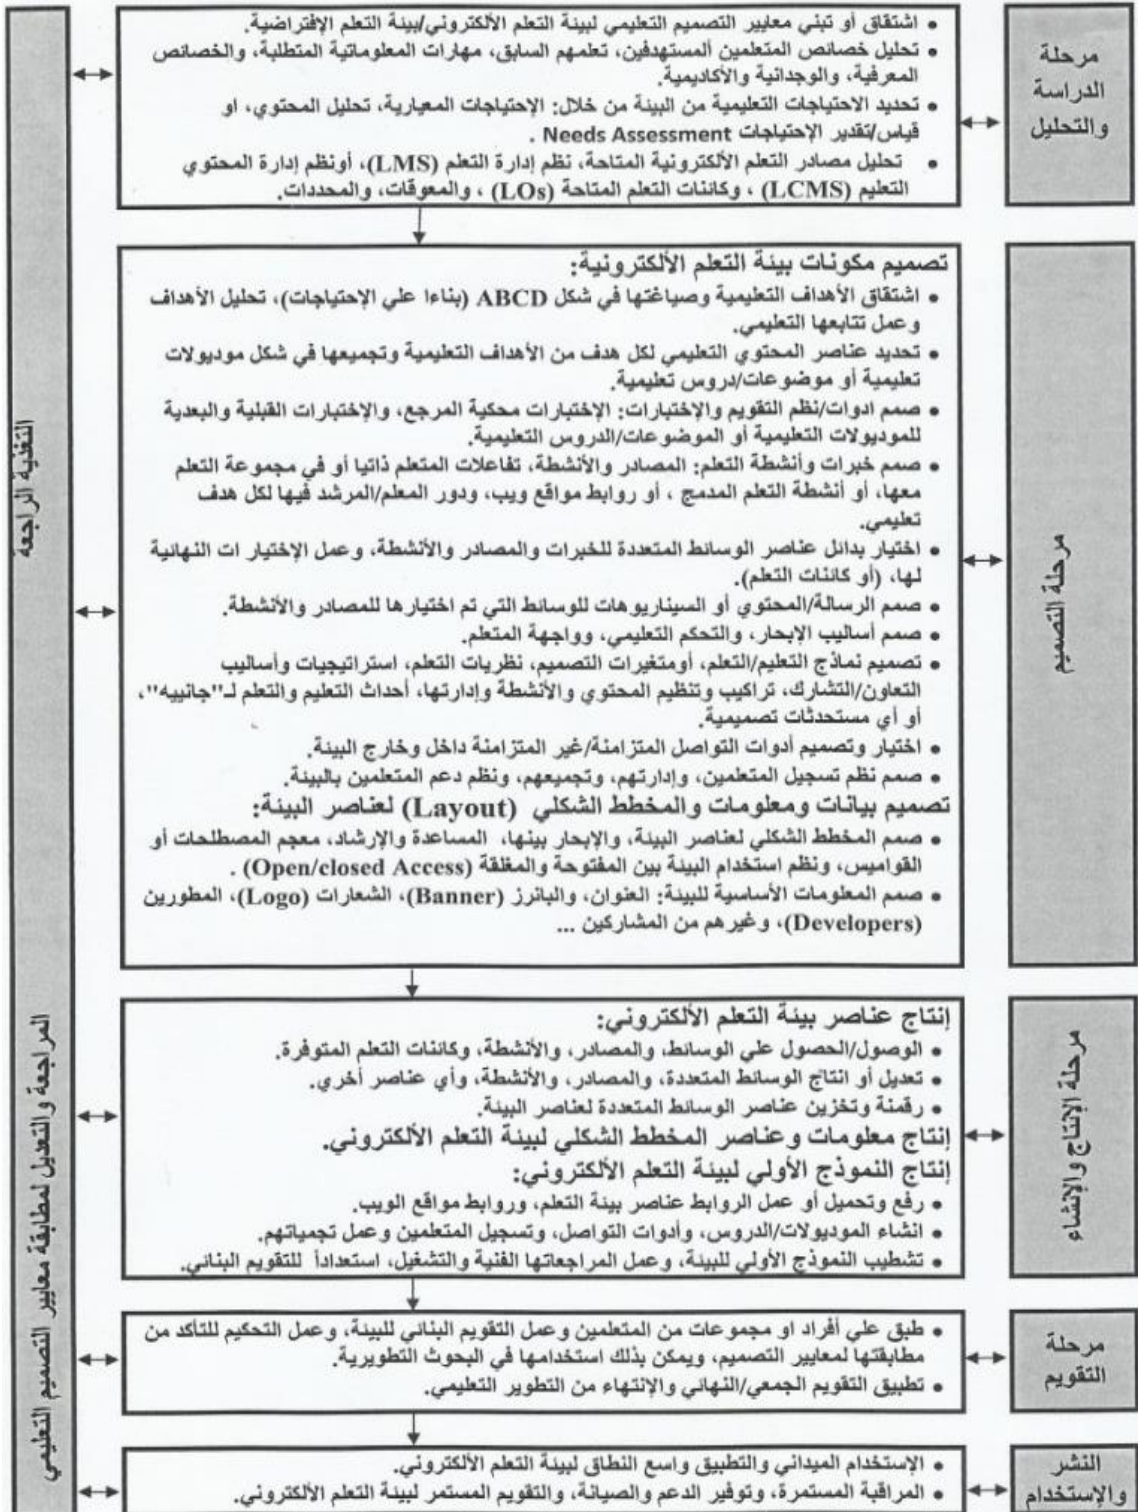 مرحلة
الدراسة
والتحليل
• اشتقاق أو تبني معايير التصميم التعليمي لبيئة التعلم الألكتروني/بيئة التعلم الإفتراضية.
• تحليل خصائص المتعلمين المستهدفين، تعلمهم السابق، مهارات المعلوماتية المتطلبة، والخصائص
المعرفية، والوجدانية والأكاديمية.
• تحديد الاحتياجات التعليمية من البيئة من خلال: الإحتياجات المعيارية، تحليل المحتوي، او
قياس/تقدير الإحتياجات Needs Assessment .
• تحليل مصادر التعلم الألكترونية المتاحة، نظم إدارة التعلم (LMS)، أونظم إدارة المحتوي
التعليم (LCMS) ، وكائنات التعلم المتاحة (LOs) ، والمعوقات، والمحددات.
مرحلة التصميم
تصميم مكونات بيئة التعلم الألكترونية:
• اشتقاق الأهداف التعليمية وصياغتها في شكل ABCD (بناءا علي الإحتياجات)، تحليل الأهداف
وعمل تتابعها التعليمي.
• تحديد عناصر المحتوي التعليمي لكل هدف من الأهداف التعليمية وتجميعها في شكل موديولات
تعليمية أو موضوعات/دروس تعليمية.
• صمم ادوات/نظم التقويم والإختبارات: الإختبارات محكية المرجع، والإختبارات القبلية والبعدية
للموديولات التعليمية أو الموضوعات/الدروس التعليمية.
• صمم خبرات وأنشطة التعلم: المصادر والأنشطة، تفاعلات المتعلم ذاتيا أو في مجموعة التعلم
معها، أو أنشطة التعلم المدمج ، أو روابط مواقع ويب، ودور المعلم/المرشد فيها لكل هدف
تعليمي.
• اختيار بدائل عناصر الوسائط المتعددة للخبرات والمصادر والأنشطة، وعمل الإختيار ات النهائية
لها، (أو كائنات التعلم).
• صمم الرسالة/المحتوي أو السيناريوهات للوسائط التي تم اختيارها للمصادر والأنشطة.
• صمم أساليب الإبحار، والتحكم التعليمي، وواجهة المتعلم.
• تصميم نماذج التعليم/التعلم، أومتغيرات التصميم، نظريات التعلم، استراتيجيات وأساليب
التعاون/التشارك، تراكيب وتنظيم المحتوي والأنشطة وإدارتها، أحداث التعليم والتعلم لـ"جانييه"،
أو أي مستحدثات تصميمية.
• اختيار وتصميم أدوات التواصل المتزامنة/غير المتزامنة داخل وخارج البيئة.
• صمم نظم تسجيل المتعلمين، وإدارتهم، وتجميعهم، ونظم دعم المتعلمين بالبيئة.
تصميم بيانات ومعلومات والمخطط الشكلي (Layout) لعناصر البيئة:
• صمم المخطط الشكلي لعناصر البيئة، والإبحار بينها، المساعدة والإرشاد، معجم المصطلحات أو
القواميس، ونظم استخدام البيئة بين المفتوحة والمغلقة (Open/closed Access) .
• صمم المعلومات الأساسية للبيئة: العنوان، والبانرز (Banner)، الشعارات (Logo)، المطورين
(Developers)، وغيرهم من المشاركين ...
مرحلة الإنتاج والإنشاء
إنتاج عناصر بيئة التعلم الألكتروني:
• الوصول/الحصول علي الوسائط، والمصادر، والأنشطة، وكائنات التعلم المتوفرة.
• تعديل أو انتاج الوسائط المتعددة، والمصادر، والأنشطة، وأي عناصر أخري.
• رقمنة وتخزين عناصر الوسائط المتعددة لعناصر البيئة.
إنتاج معلومات وعناصر المخطط الشكلي لبيئة التعلم الألكتروني.
إنتاج النموذج الأولي لبيئة التعلم الألكتروني:
• رفع وتحميل أو عمل الروابط عناصر بيئة التعلم، وروابط مواقع الويب.
• انشاء الموديولات/الدروس، وأدوات التواصل، وتسجيل المتعلمين وعمل تجمياتهم.
• تشطيب النموذج الأولي للبيئة، وعمل المراجعاتها الفنية والتشغيل، استعداداً للتقويم البنائي.
مرحلة
التقويم
• طبق علي أفراد او مجموعات من المتعلمين وعمل التقويم البنائي للبيئة، وعمل التحكيم للتأكد من
مطابقتها لمعايير التصميم، ويمكن بذلك استخدامها في البحوث التطويرية.
• تطبيق التقويم الجمعي/النهائي والإنتهاء من التطوير التعليمي.
النشر
والاستخدام
• الإستخدام الميداني والتطبيق واسع النطاق لبيئة التعلم الألكتروني.
• المراقبة المستمرة، وتوفير الدعم والصيانة، والتقويم المستمر لبيئة التعلم الألكتروني.
التغذية الراجعة
المراجعة والتعديل لمطابقة معايير التصميم التعليمي